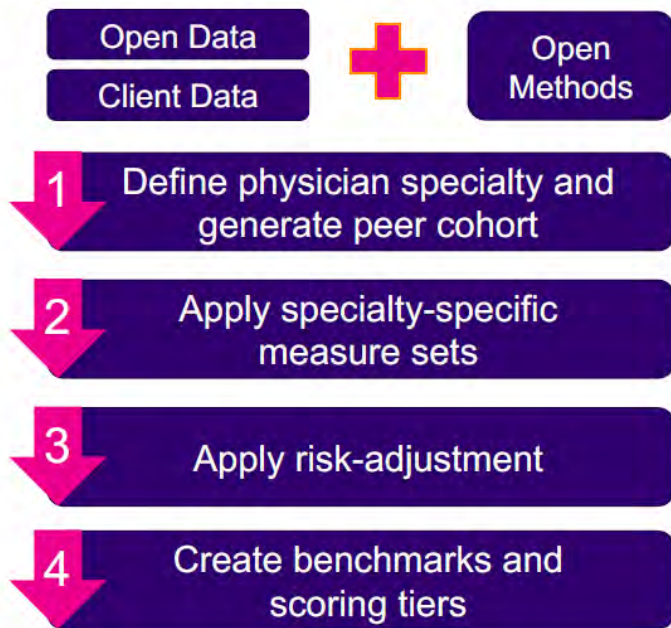 Open Data
Client Data
Open
Methods
1
Define physician specialty and
generate peer cohort
2
Apply specialty-specific
measure sets
3
Apply risk-adjustment
4
Create benchmarks and
scoring tiers